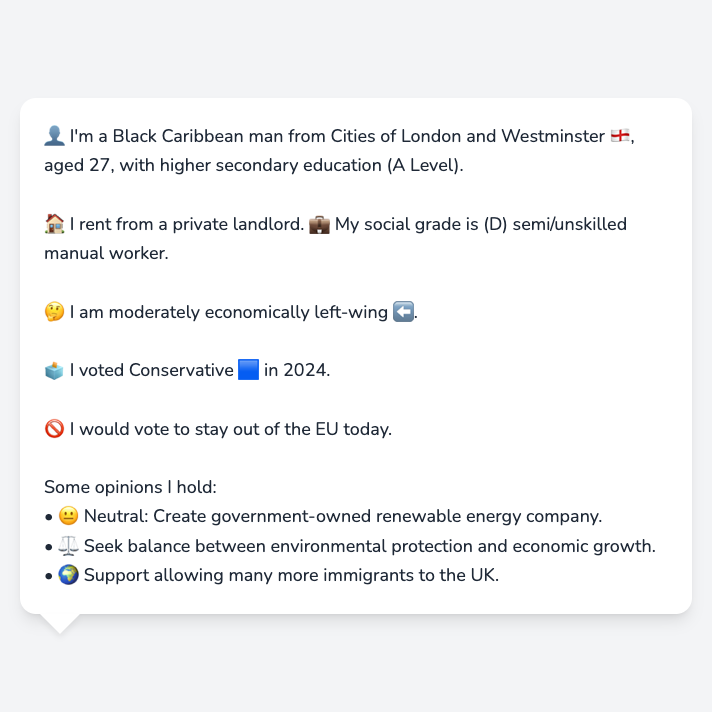 👤 I'm a Black Caribbean man from Cities of London and Westminster 🏴󠁧󠁢󠁥󠁮󠁧󠁿,
aged 27, with higher secondary education (A Level).
🏠 I rent from a private landlord. 💼 My social grade is (D) semi/unskilled
manual worker.
🤔 I am moderately economically left-wing ⬅️.
🗳️ I voted Conservative 🟦 in 2024.
🚫 I would vote to stay out of the EU today.
Some opinions I hold:
• 😐 Neutral: Create government-owned renewable energy company.
• ⚖️ Seek balance between environmental protection and economic growth.
• 🌍 Support allowing many more immigrants to the UK.